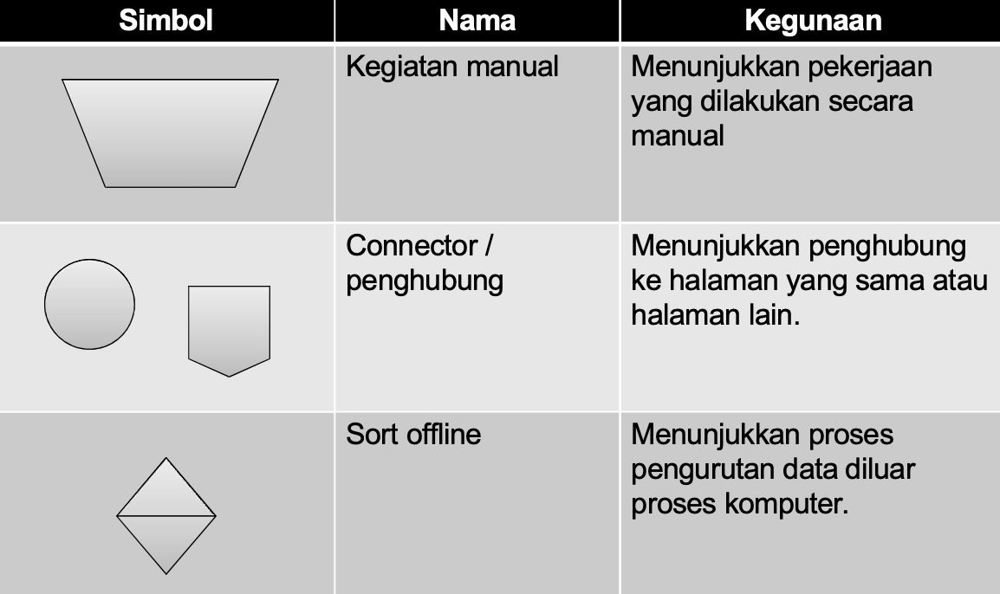 Simbol
Nama
Kegunaan
Kegiatan manual
Menunjukkan pekerjaan
yang dilakukan secara
manual
Connector /
penghubung
Menunjukkan penghubung
ke halaman yang sama atau
halaman lain.
Sort offline
Menunjukkan proses
pengurutan data diluar
proses komputer.